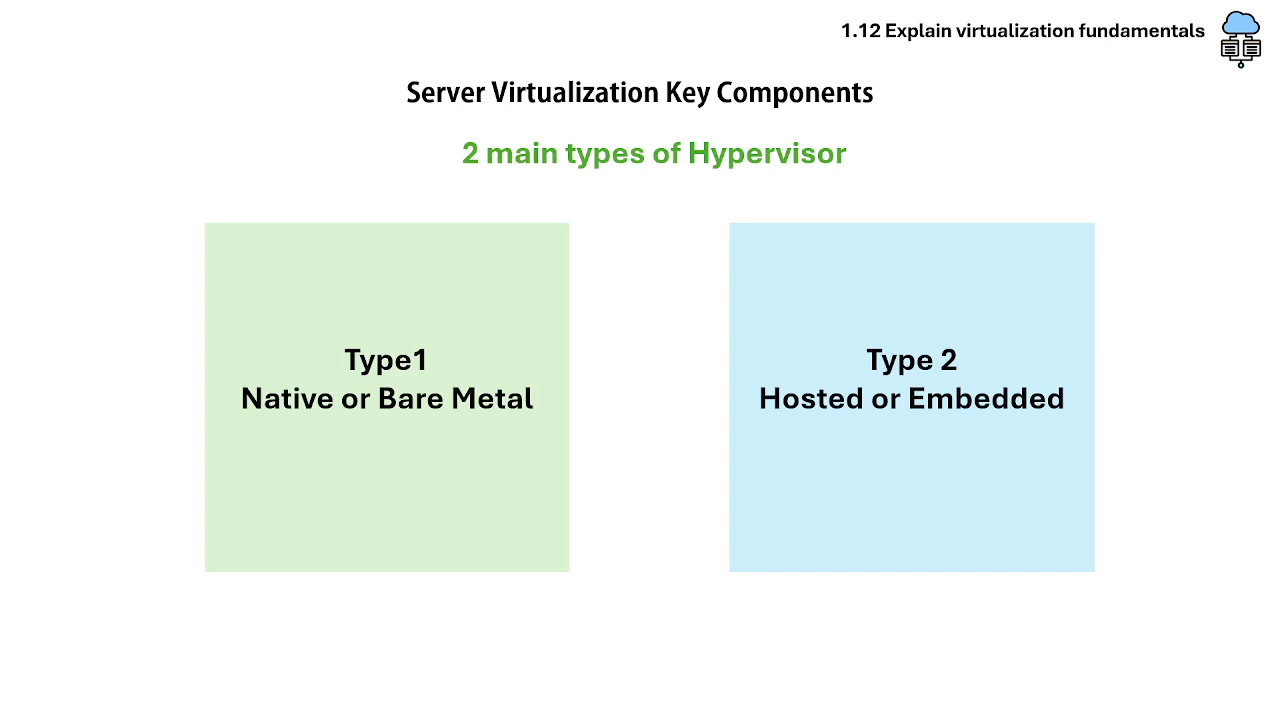 1.12 Explain virtualization fundamentals
Server Virtualization Key Components
2 main types of Hypervisor
Type1
Native or Bare Metal
Type 2
Hosted or Embedded